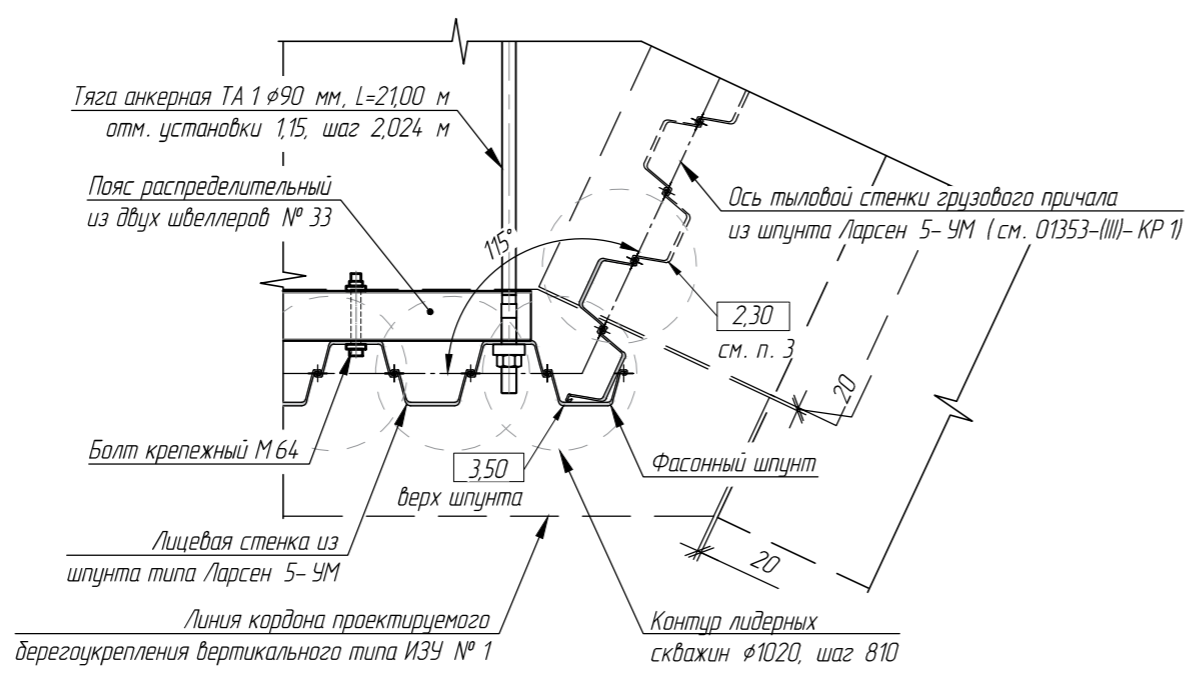 Тяга анкерная ТА 1 ⌀90 мм, L=21,00 м
отм. установки 1,15, шаг 2,024 м
Пояс распределительный
из двух швеллеров № 33
115°
Ось тыловой стенки грузового причала
из шпунта Ларсен 5-УМ (см. 01353-(III)-КР 1)
2,30
см. п. 3
20
Болт крепежный М 64
3,50
верх шпунта
Фасонный шпунт
Лицевая стенка из
шпунта типа Ларсен 5-УМ
20
Линия кордона проектируемого
берегоукрепления вертикального типа ИЗУ № 1
Контур лидерных
скважин ⌀1020, шаг 810